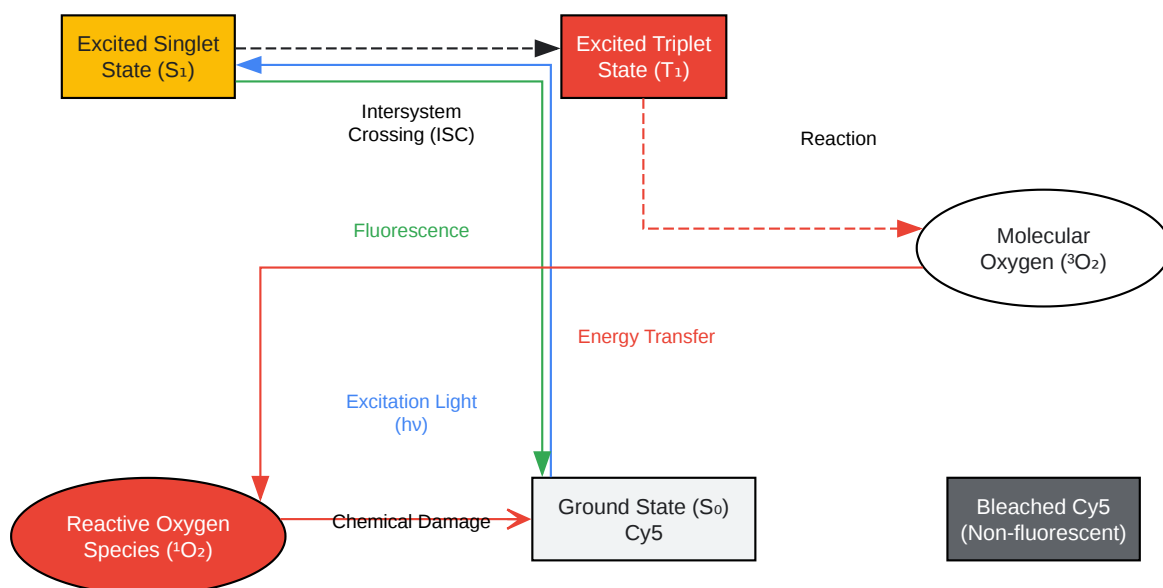 Excited Singlet
State (S₁)
Excited Triplet
State (T₁)
Intersystem
Crossing (ISC)
Reaction
Fluorescence
Molecular
Oxygen (³O₂)
Energy Transfer
Excitation Light
(hν)
Reactive Oxygen
Species (¹O₂)
Chemical Damage
Ground State (S₀)
Cy5
Bleached Cy5
(Non-fluorescent)